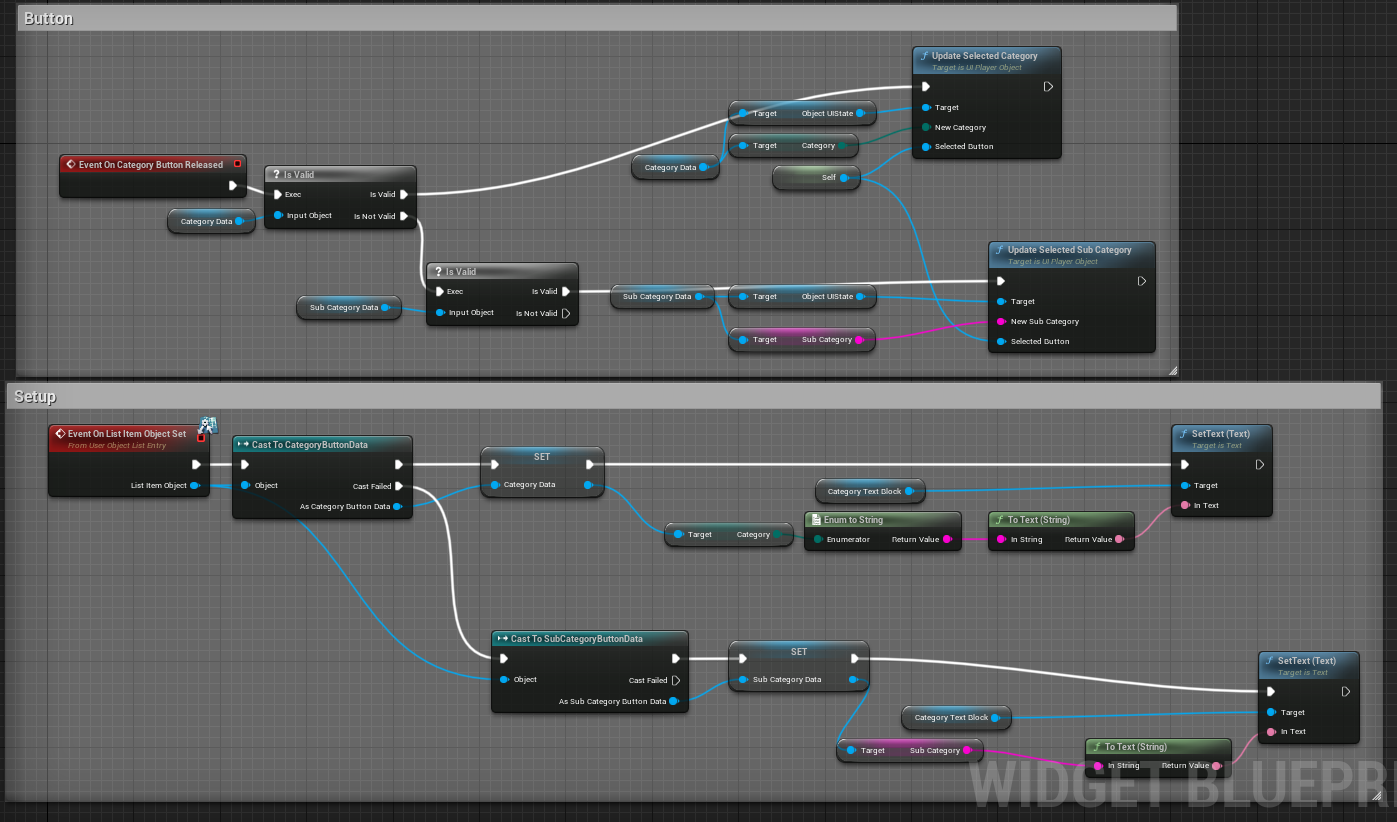 Button
Update Selected Category
Target is UI Player Object
Target
New Category
Selected Button
Target Object UIState
Target Category
Category Data
Self
Event On Category Button Released
? Is Valid
Exec Is Valid
Input Object Is Not Valid
Category Data
? Is Valid
Exec Is Valid
Input Object Is Not Valid
Sub Category Data
Sub Category Data
Target Object UIState
Target Sub Category
Update Selected Sub Category
Target is UI Player Object
Target
New Sub Category
Selected Button
Setup
Event On List Item Object Set
From User Object List Entry
List Item Object
Cast To CategoryButtonData
Object Cast Failed
As Category Button Data
SET
Category Data
Target Category
Category Text Block
Enum to String
Enumerator Return Value
To Text (String)
In String Return Value
SetText (Text)
Target is Text
Target
In Text
Cast To SubCategoryButtonData
Object Cast Failed
As Sub Category Button Data
SET
Sub Category Data
Category Text Block
Target Sub Category
To Text (String)
In String Return Value
SetText (Text)
Target is Text
Target
In Text
WIDGET BLUEPRI